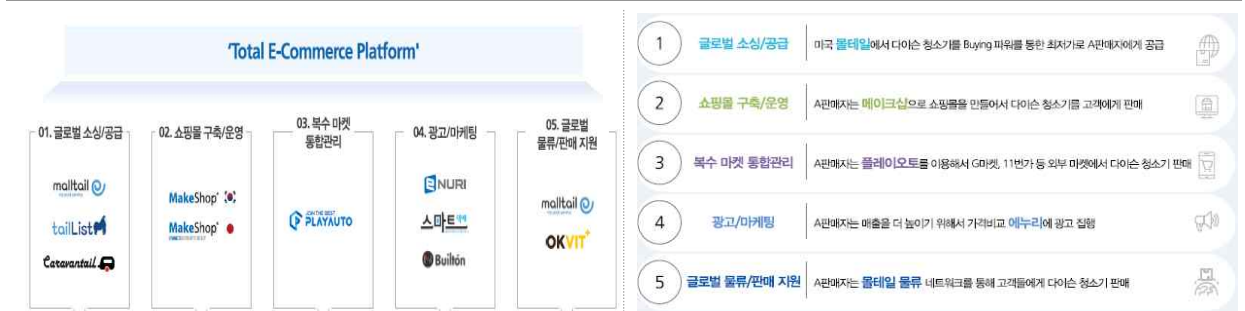 'Total E-Commerce Platform'
01. 글로벌 소싱/공급
malltail
tailList
Caravantail
02. 쇼핑몰 구축/운영
MakeShop
MakeShop
03. 복수 마켓
통합관리
JOIN THE BEST
PLAYAUTO
04. 광고/마케팅
ENURI
스마트택배
Builton
05. 글로벌
물류/판매 지원
malltail
OKVIT+
1 글로벌 소싱/공급 미국 몰테일에서 다이슨 청소기를 Buying 파워를 통한 최저가로 A판매자에게 공급
2 쇼핑몰 구축/운영 A판매자는 메이크샵으로 쇼핑몰을 만들어서 다이슨 청소기를 고객에게 판매
3 복수 마켓 통합관리 A판매자는 플레이오토를 이용해서 G마켓, 11번가 등 외부 마켓에서 다이슨 청소기 판매
4 광고/마케팅 A판매자는 매출을 더 높이기 위해서 가격비교 에누리에 광고 집행
5 글로벌 물류/판매 지원 A판매자는 몰테일 물류 네트워크를 통해 고객들에게 다이슨 청소기 판매